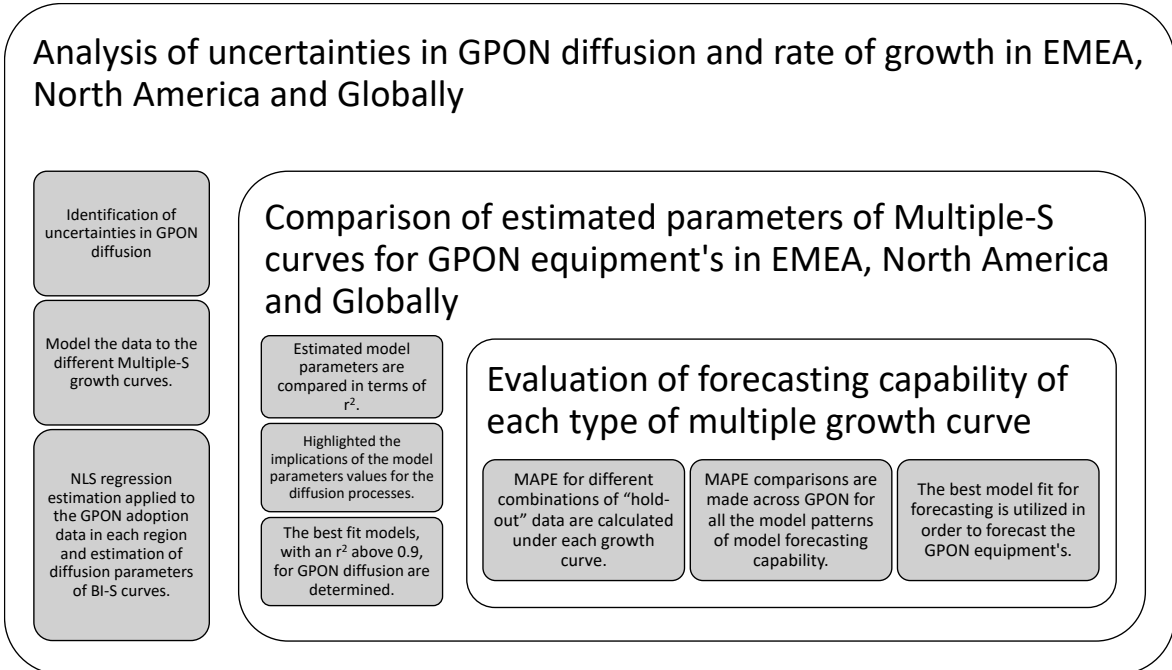 Analysis of uncertainties in GPON diffusion and rate of growth in EMEA,
North America and Globally
Identification of
uncertainties in GPON
diffusion
Model the data to the
different Multiple-S
growth curves.
NLS regression
estimation applied to
the GPON adoption
data in each region
and estimation of
diffusion parameters
of BI-S curves.
Comparison of estimated parameters of Multiple-S
curves for GPON equipment's in EMEA, North America
and Globally
Estimated model
parameters are
compared in terms of
r².
Highlighted the
implications of the model
parameters values for the
diffusion processes.
The best fit models,
with an r² above 0.9,
for GPON diffusion are
determined.
Evaluation of forecasting capability of
each type of multiple growth curve
MAPE for different
combinations of “hold-
out” data are calculated
under each growth
curve.
MAPE comparisons are
made across GPON for
all the model patterns
of model forecasting
capability.
The best model fit for
forecasting is utilized in
order to forecast the
GPON equipment's.